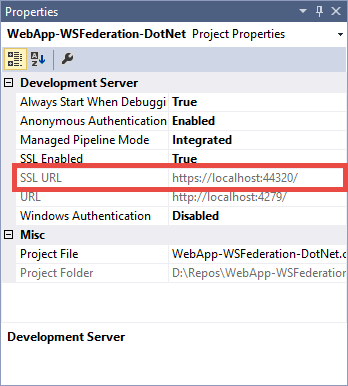 Properties
WebApp-WSFederation-DotNet Project Properties
Development Server
Always Start When Debuggi True
Anonymous Authentication Enabled
Managed Pipeline Mode Integrated
SSL Enabled True
SSL URL https://localhost:44320/
URL http://localhost:4279/
Windows Authentication Disabled
Misc
Project File WebApp-WSFederation-DotNet.c
Project Folder D:\Repos\WebApp-WSFederation
Development Server